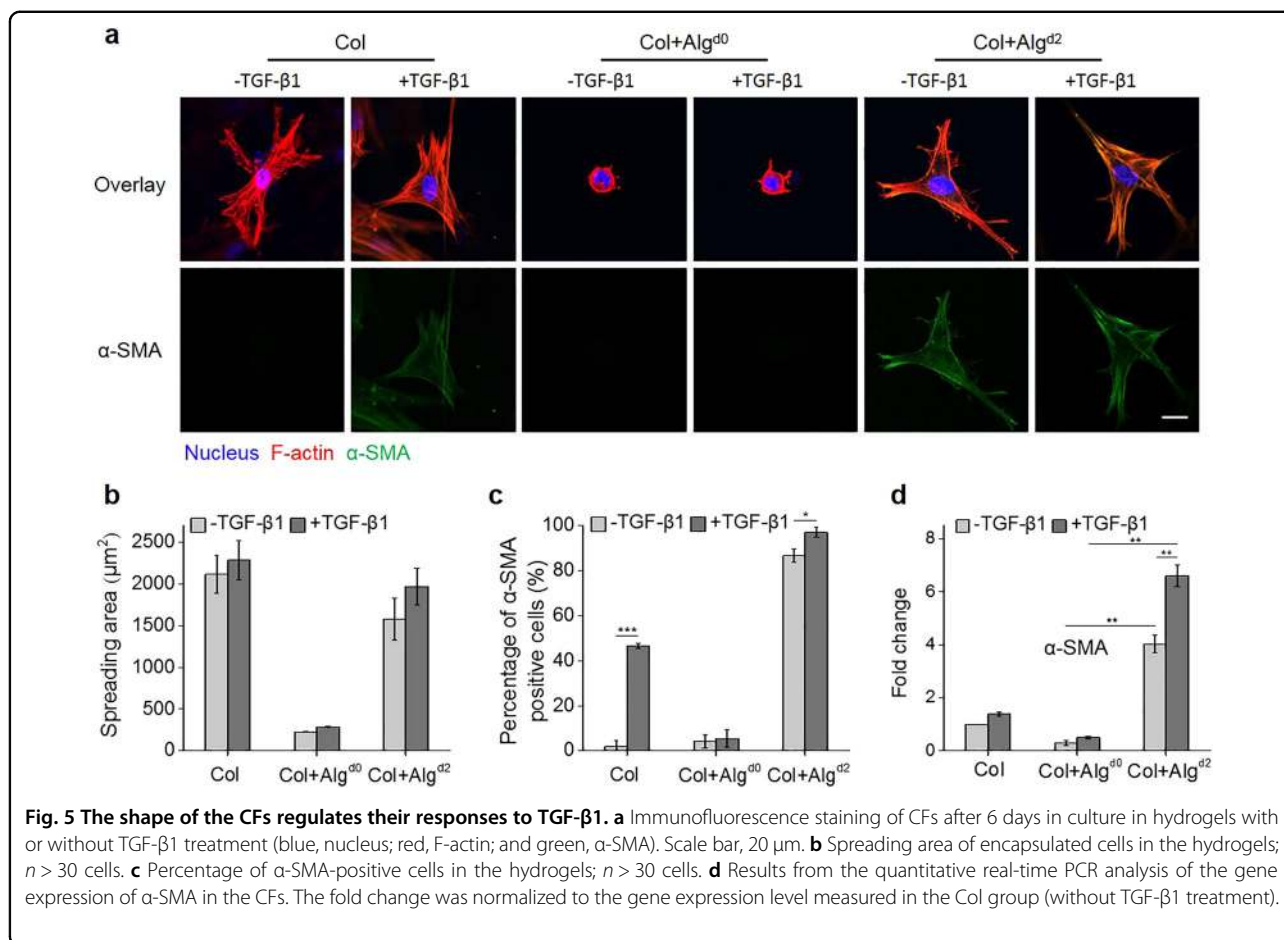 a
Col Col+Alg^d0 Col+Alg^d2
-TGF-β1 +TGF-β1 -TGF-β1 +TGF-β1 -TGF-β1 +TGF-β1
Overlay
α-SMA
Nucleus F-actin α-SMA
b
-TGF-β1 +TGF-β1
Spreading area (μm²)
2500
2000
1500
1000
500
0
Col Col+Alg^d0 Col+Alg^d2
c
-TGF-β1 +TGF-β1
Percentage of α-SMA
positive cells (%)
100
80
60
40
20
0
***
*
Col Col+Alg^d0 Col+Alg^d2
d
-TGF-β1 +TGF-β1
Fold change
8
6
4
2
0
**
**
**
α-SMA
Col Col+Alg^d0 Col+Alg^d2
Fig. 5 The shape of the CFs regulates their responses to TGF-β1. a Immunofluorescence staining of CFs after 6 days in culture in hydrogels with
or without TGF-β1 treatment (blue, nucleus; red, F-actin; and green, α-SMA). Scale bar, 20 μm. b Spreading area of encapsulated cells in the hydrogels;
n > 30 cells. c Percentage of α-SMA-positive cells in the hydrogels; n > 30 cells. d Results from the quantitative real-time PCR analysis of the gene
expression of α-SMA in the CFs. The fold change was normalized to the gene expression level measured in the Col group (without TGF-β1 treatment).